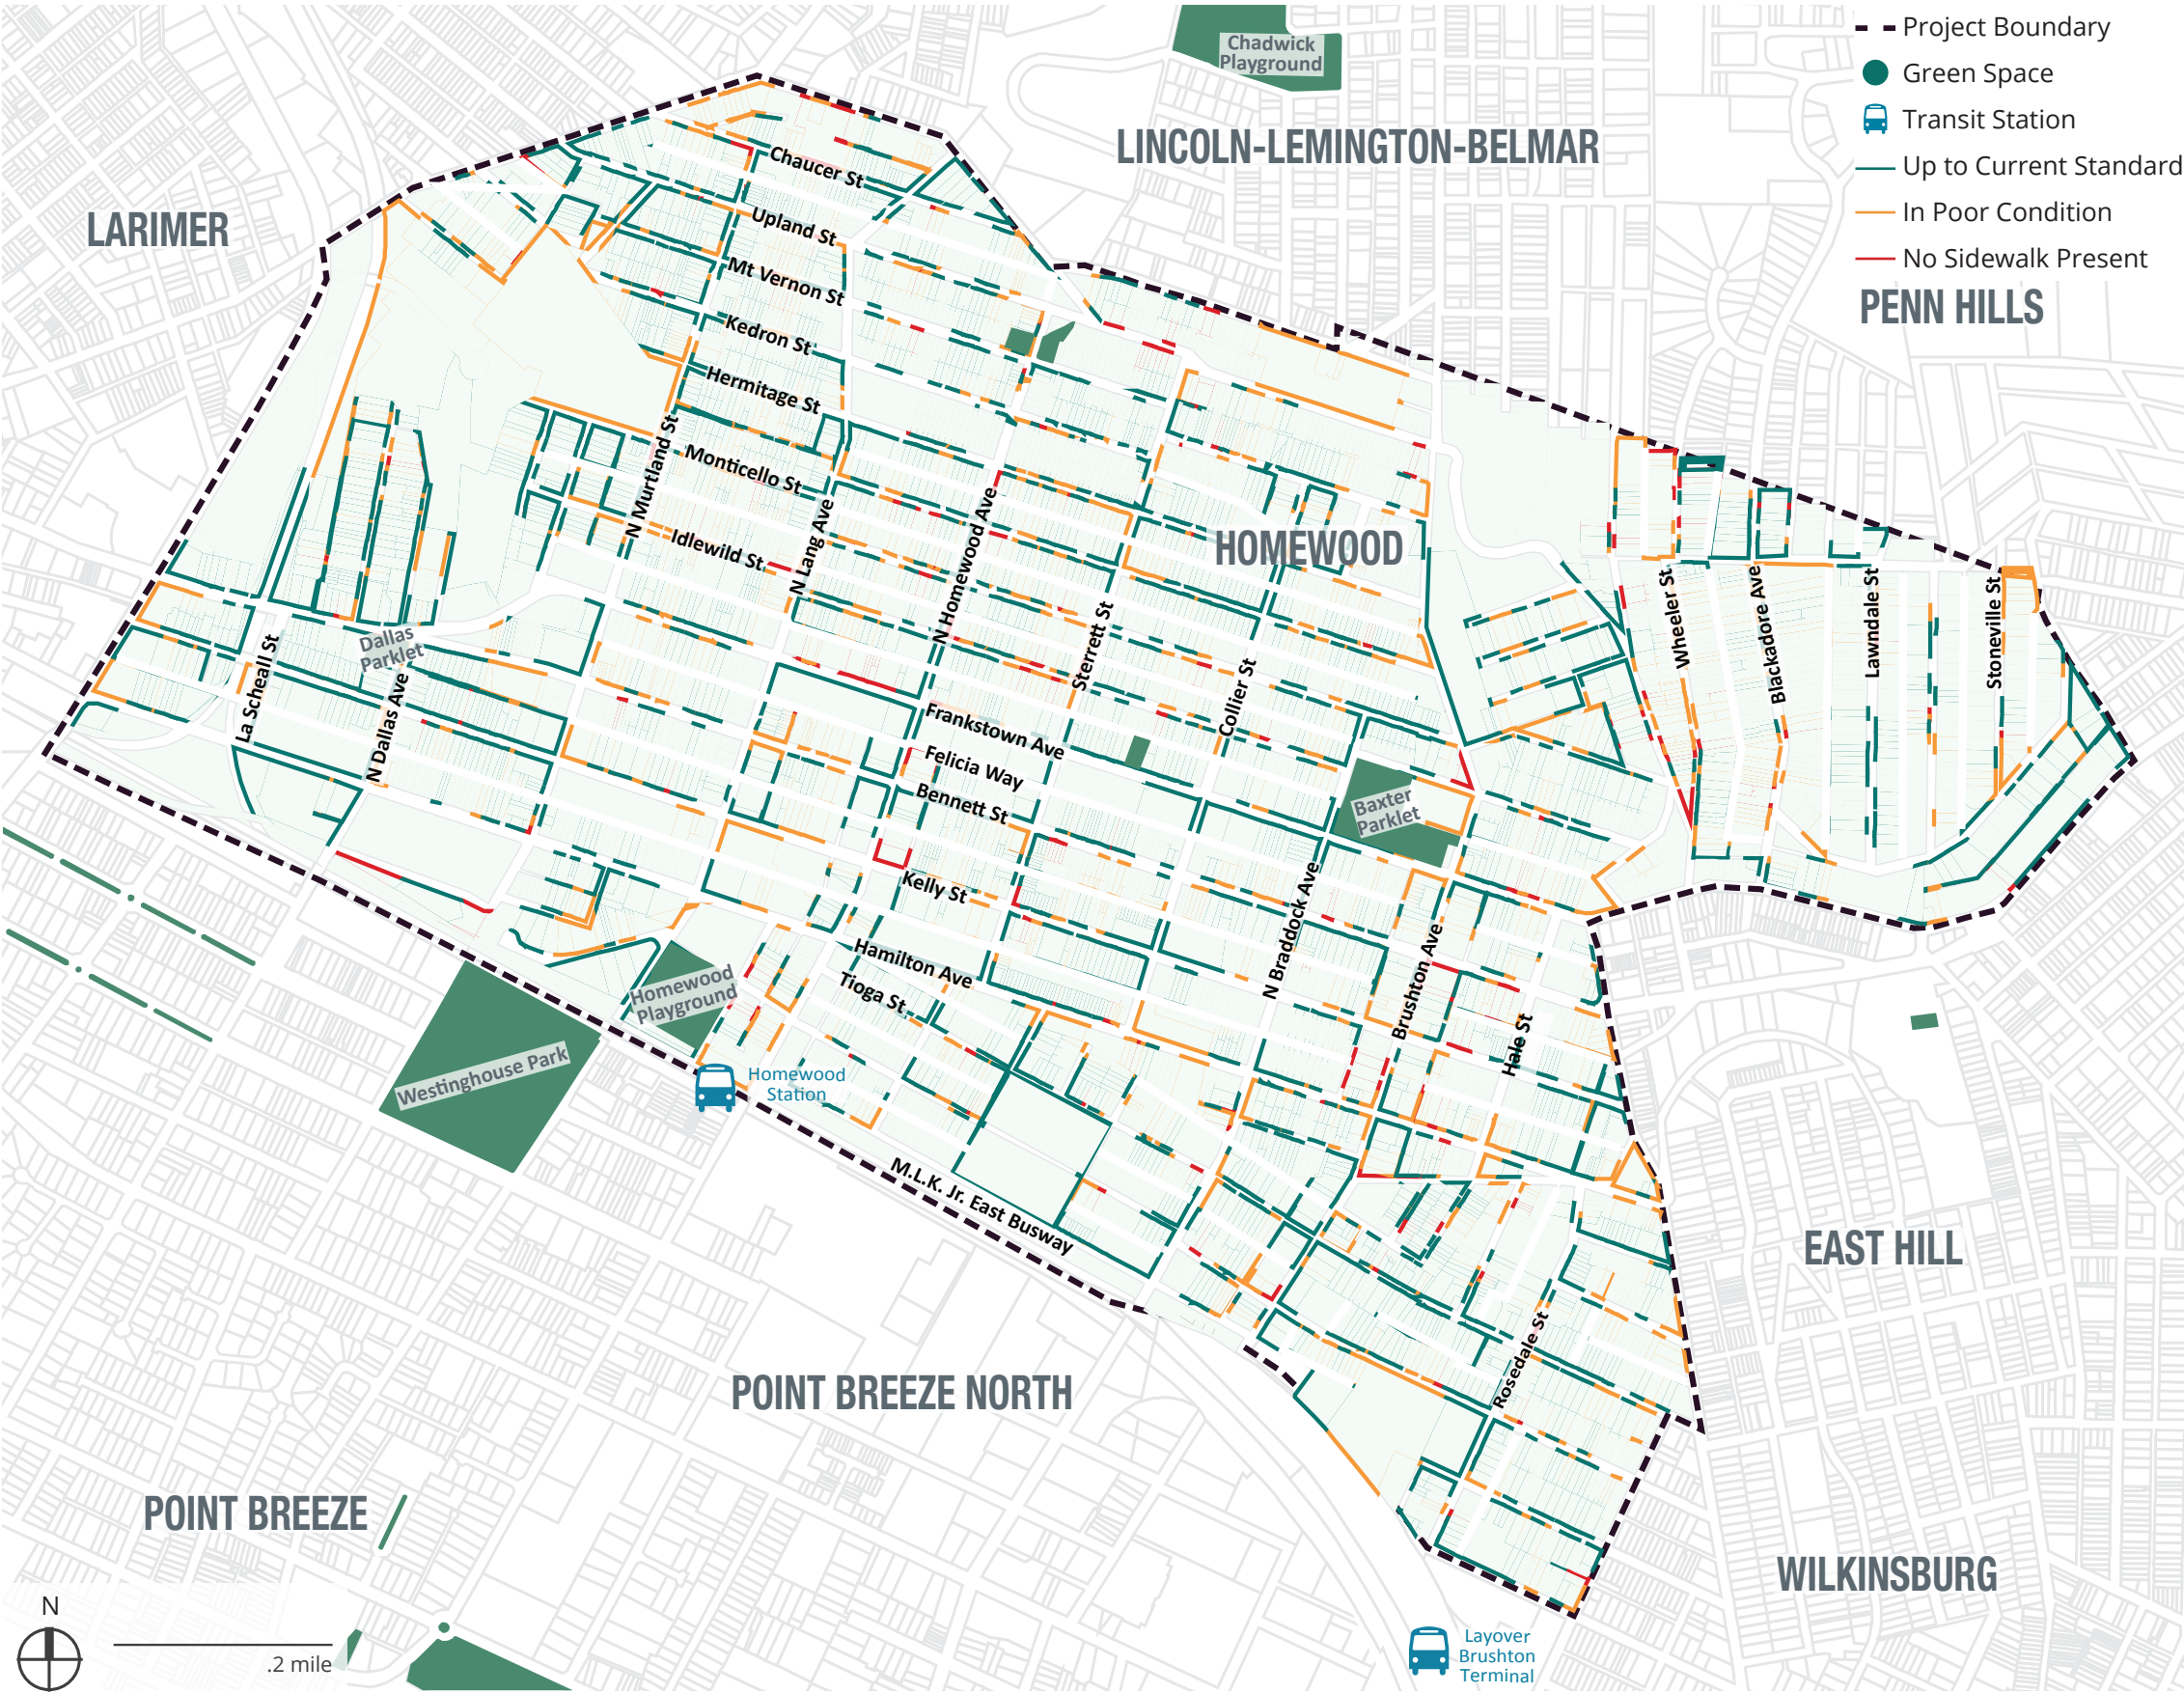 Project Boundary
Green Space
Transit Station
Up to Current Standard
In Poor Condition
No Sidewalk Present
Chadwick
Playground
LINCOLN-LEMINGTON-BELMAR
LARIMER
PENN HILLS
Chaucer St
Upland St
Mt Vernon St
Kedron St
Hermitage St
N Murtland St
Monticello St
Idlewild St
N Lang Ave
N Homewood Ave
HOMEWOOD
Sterrett St
Collier St
Wheeler St
Blackadore Ave
Lawndale St
Stoneville St
Dallas
Parklet
La Scheall St
N Dallas Ave
Frankstown Ave
Felicia Way
Bennett St
Kelly St
Baxter
Parklet
N Braddock Ave
Brushton Ave
Hale St
Hamilton Ave
Tioga St
Homewood
Playground
Westinghouse Park
Homewood
Station
M.L.K. Jr. East Busway
Rosedale St
EAST HILL
POINT BREEZE NORTH
POINT BREEZE
WILKINSBURG
N
.2 mile
Layover
Brushton
Terminal